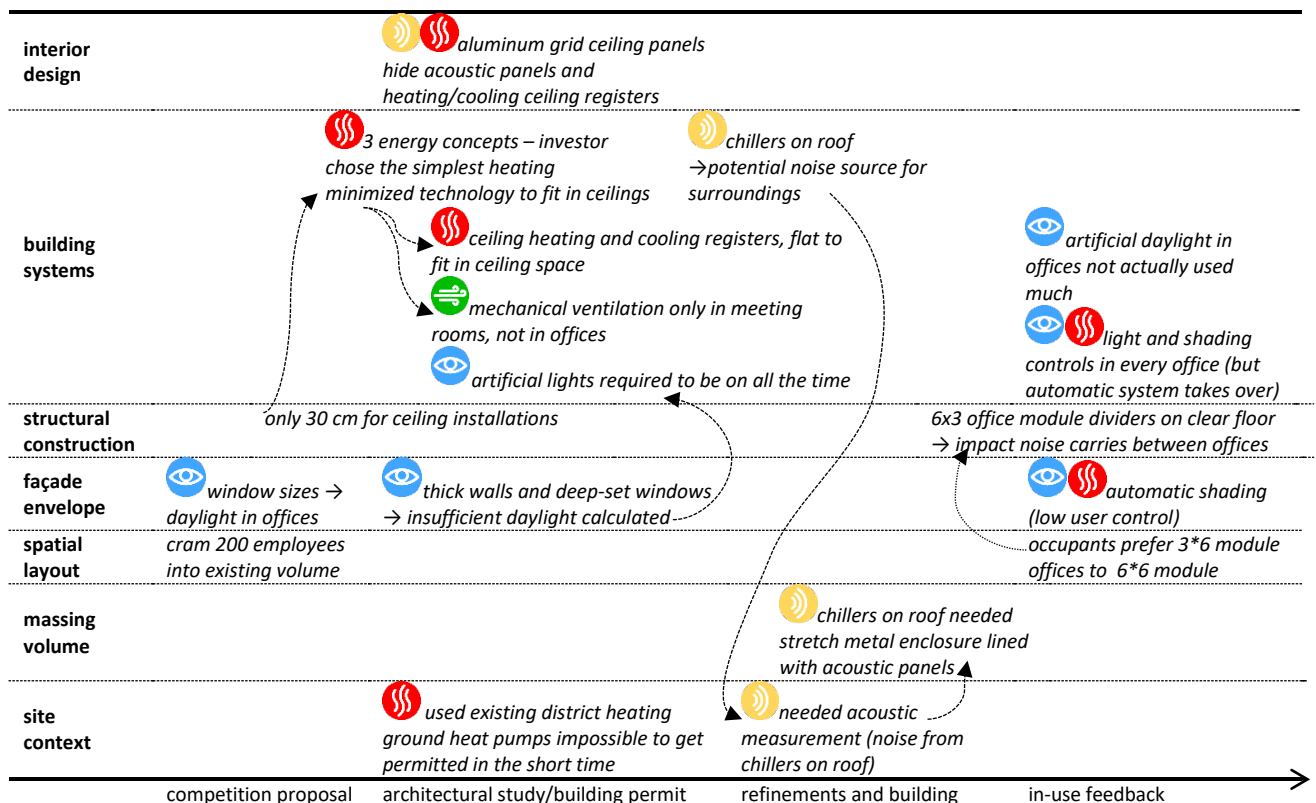 interior
design
aluminum grid ceiling panels
hide acoustic panels and
heating/cooling ceiling registers
building
systems
3 energy concepts – investor
chose the simplest heating
minimized technology to fit in ceilings
chillers on roof
→potential noise source for
surroundings
ceiling heating and cooling registers, flat to
fit in ceiling space
mechanical ventilation only in meeting
rooms, not in offices
artificial lights required to be on all the time
artificial daylight in
offices not actually used
much
light and shading
controls in every office (but
automatic system takes over)
structural
construction
only 30 cm for ceiling installations
6x3 office module dividers on clear floor
→ impact noise carries between offices
façade
envelope
window sizes →
daylight in offices
thick walls and deep-set windows
→ insufficient daylight calculated
automatic shading
(low user control)
spatial
layout
cram 200 employees
into existing volume
occupants prefer 3*6 module
offices to 6*6 module
massing
volume
chillers on roof needed
stretch metal enclosure lined
with acoustic panels
site
context
used existing district heating
ground heat pumps impossible to get
permitted in the short time
needed acoustic
measurement (noise from
chillers on roof)
competition proposal
architectural study/building permit
refinements and building
in-use feedback